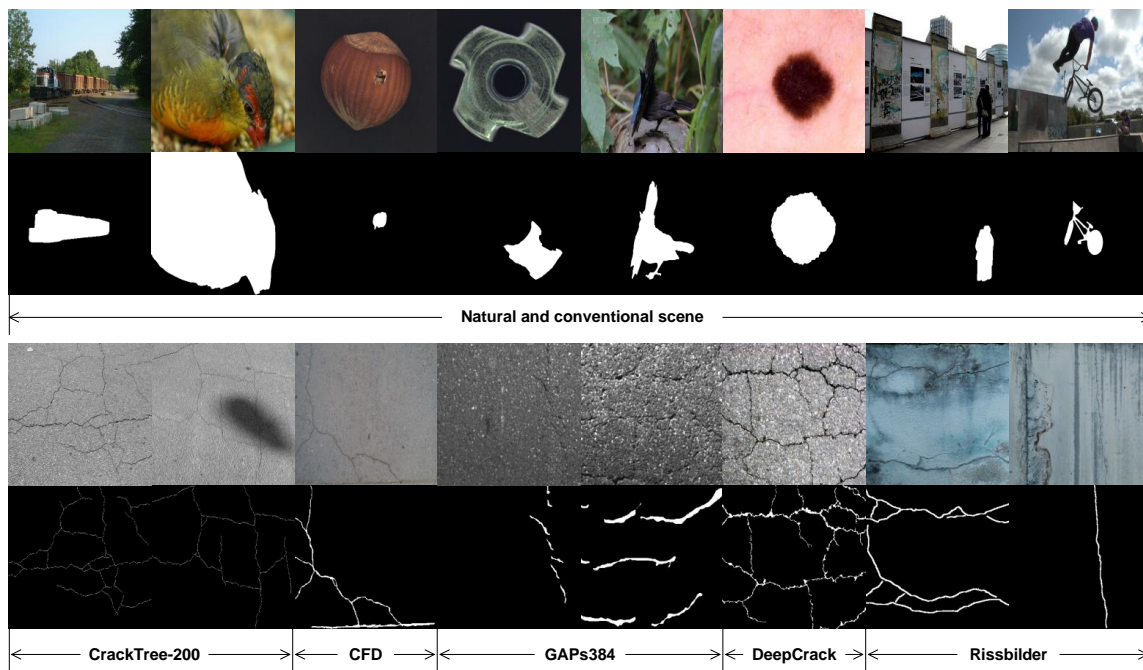 Natural and conventional scene
CrackTree-200 CFD GAPs384 DeepCrack Rissbilder